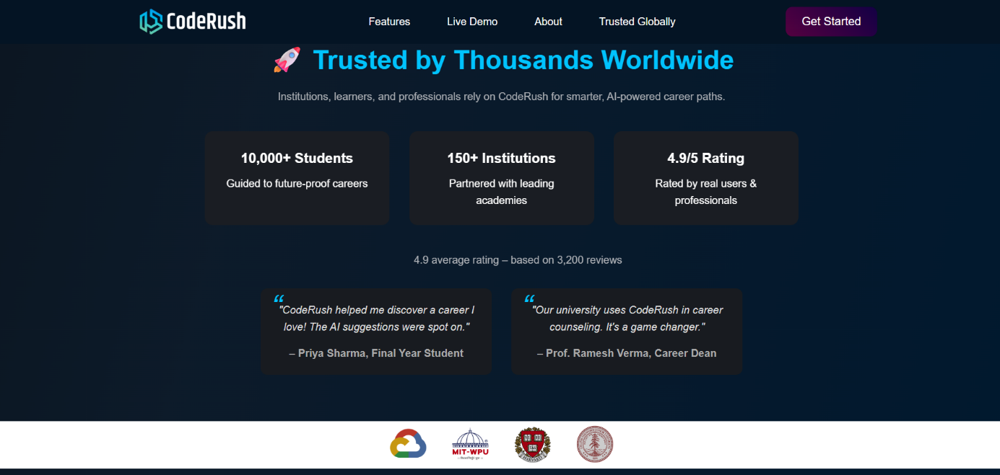 CodeRush
Features
Live Demo
About
Trusted Globally
Get Started
Trusted by Thousands Worldwide
Institutions, learners, and professionals rely on CodeRush for smarter, AI-powered career paths.
10,000+ Students
Guided to future-proof careers
150+ Institutions
Partnered with leading
academies
4.9/5 Rating
Rated by real users &
professionals
4.9 average rating – based on 3,200 reviews
“
"CodeRush helped me discover a career I
love! The AI suggestions were spot on."
– Priya Sharma, Final Year Student
“
"Our university uses CodeRush in career
counseling. It's a game changer."
– Prof. Ramesh Verma, Career Dean
MIT-WPU
HARVARD